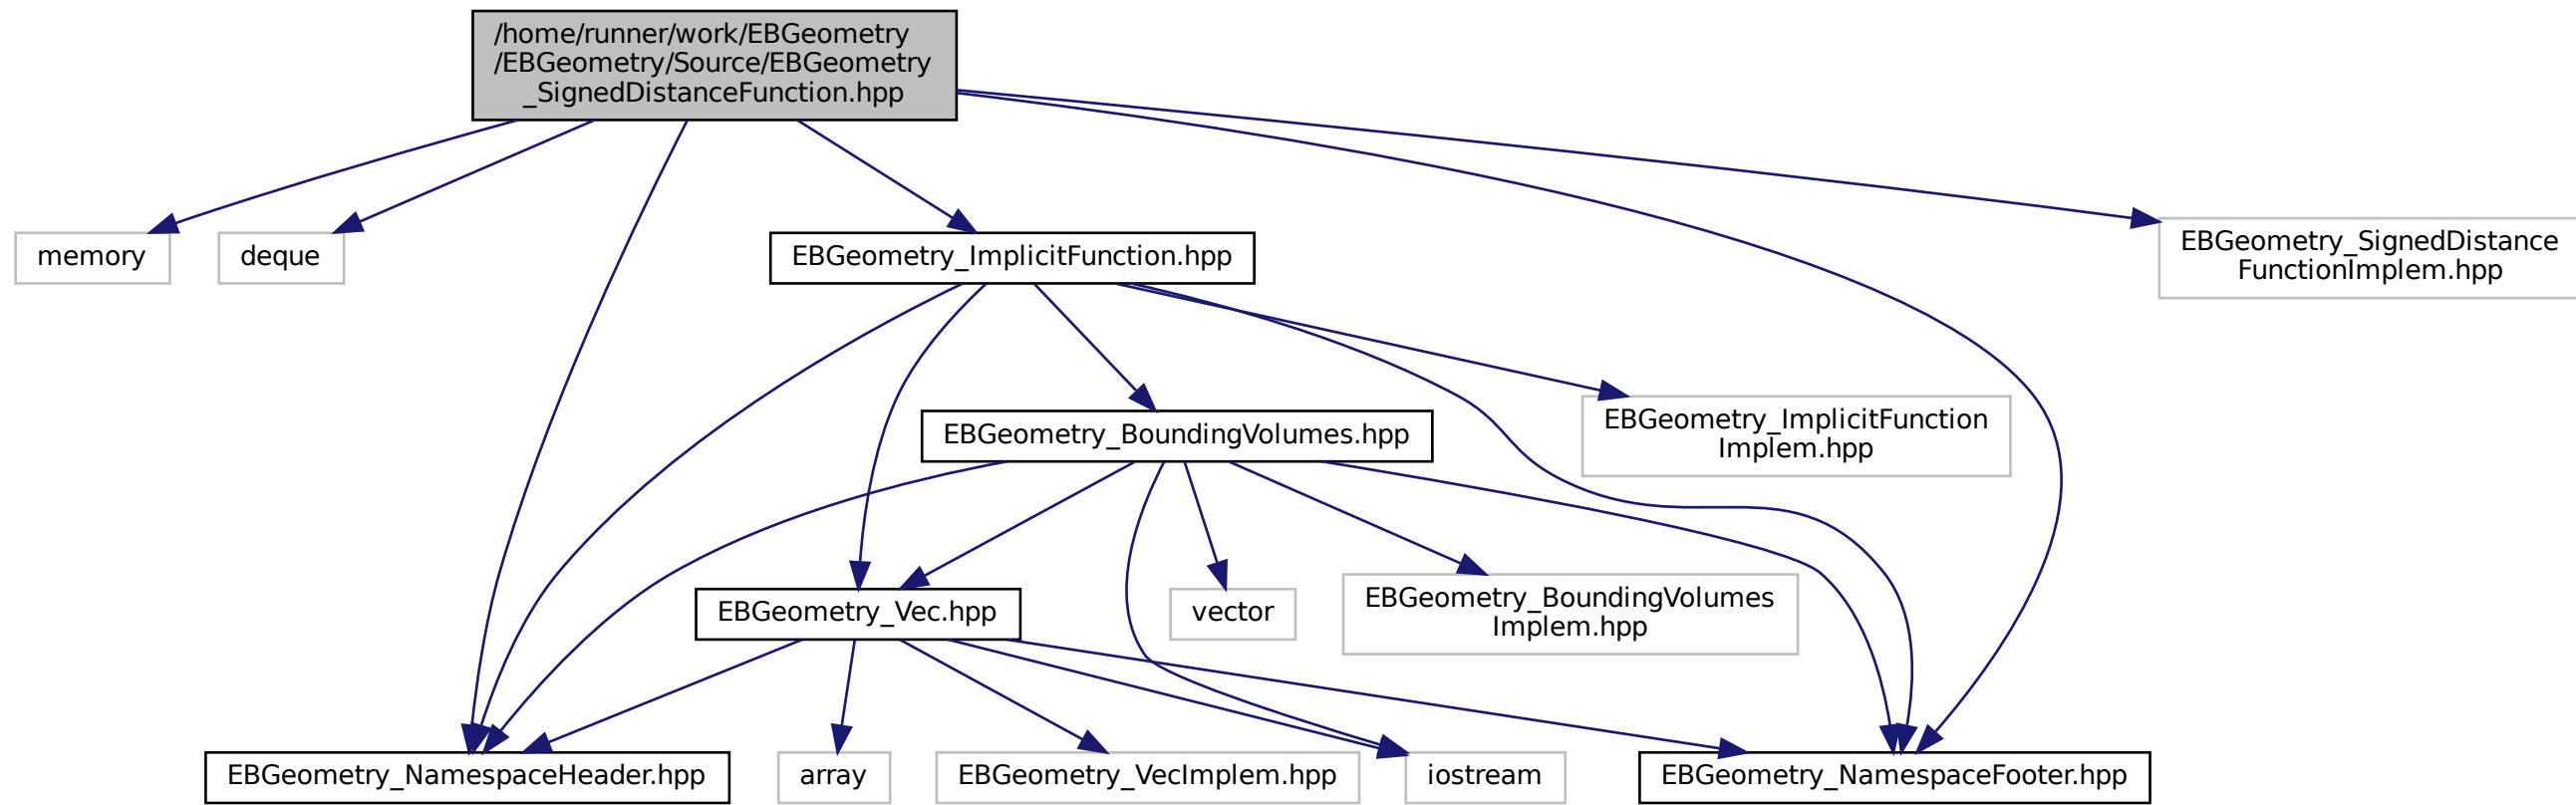 /home/runner/work/EBGeometry
/EBGeometry/Source/EBGeometry
_SignedDistanceFunction.hpp
memory
deque
EBGeometry_ImplicitFunction.hpp
EBGeometry_SignedDistance
FunctionImplem.hpp
EBGeometry_BoundingVolumes.hpp
EBGeometry_ImplicitFunction
Implem.hpp
EBGeometry_Vec.hpp
vector
EBGeometry_BoundingVolumes
Implem.hpp
EBGeometry_NamespaceHeader.hpp
array
EBGeometry_VecImplem.hpp
iostream
EBGeometry_NamespaceFooter.hpp